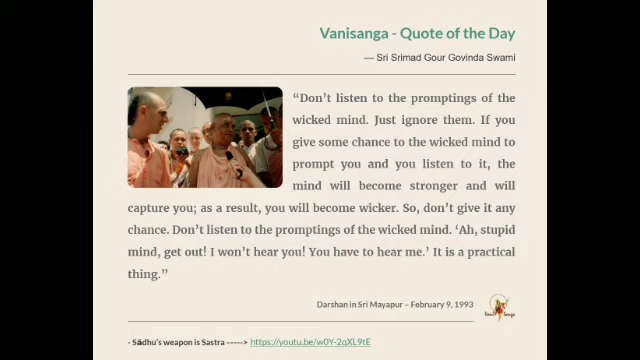 Vanisanga - Quote of the Day
— Sri Srimad Gour Govinda Swami
“Don’t listen to the promptings of the
wicked mind. Just ignore them. If you
give some chance to the wicked mind to
prompt you and you listen to it, the
mind will become stronger and will
capture you; as a result, you will become wicker. So, don’t give it any
chance. Don’t listen to the promptings of the wicked mind. ‘Ah, stupid
mind, get out! I won’t hear you! You have to hear me.’ It is a practical
thing.”
Darshan in Sri Mayapur – February 9, 1993
Vani Sanga
- Sādhu's weapon is Sastra -----> https://youtu.be/w0Y-2qXL9tE